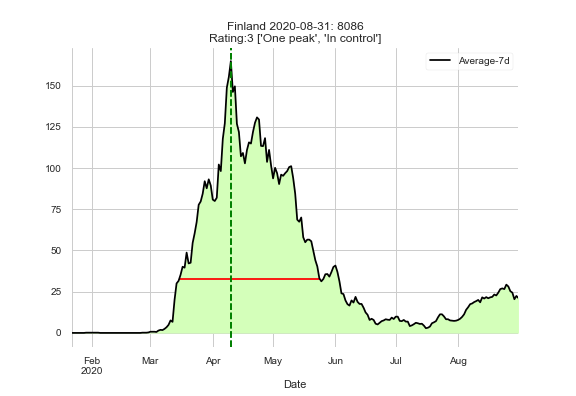 Finland 2020-08-31: 8086
Rating:3 ['One peak', 'In control']
Average-7d
150
125
100
75
50
25
0
Feb
2020
Mar
Apr
May
Jun
Jul
Aug
Date